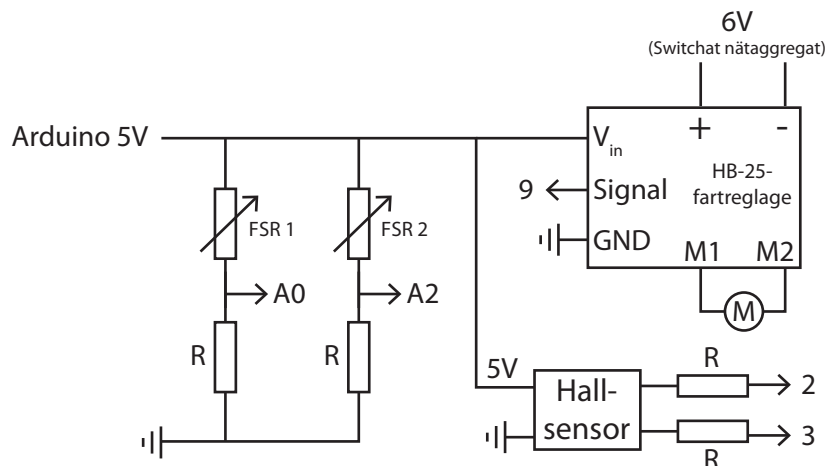 6V
(Switchat nätaggregat)
Arduino 5V
V_in
+
-
HB-25-
fartreglage
9
Signal
GND
M1
M2
FSR 1
FSR 2
A0
A2
M
R
R
5V
Hall-
sensor
R
2
3
R